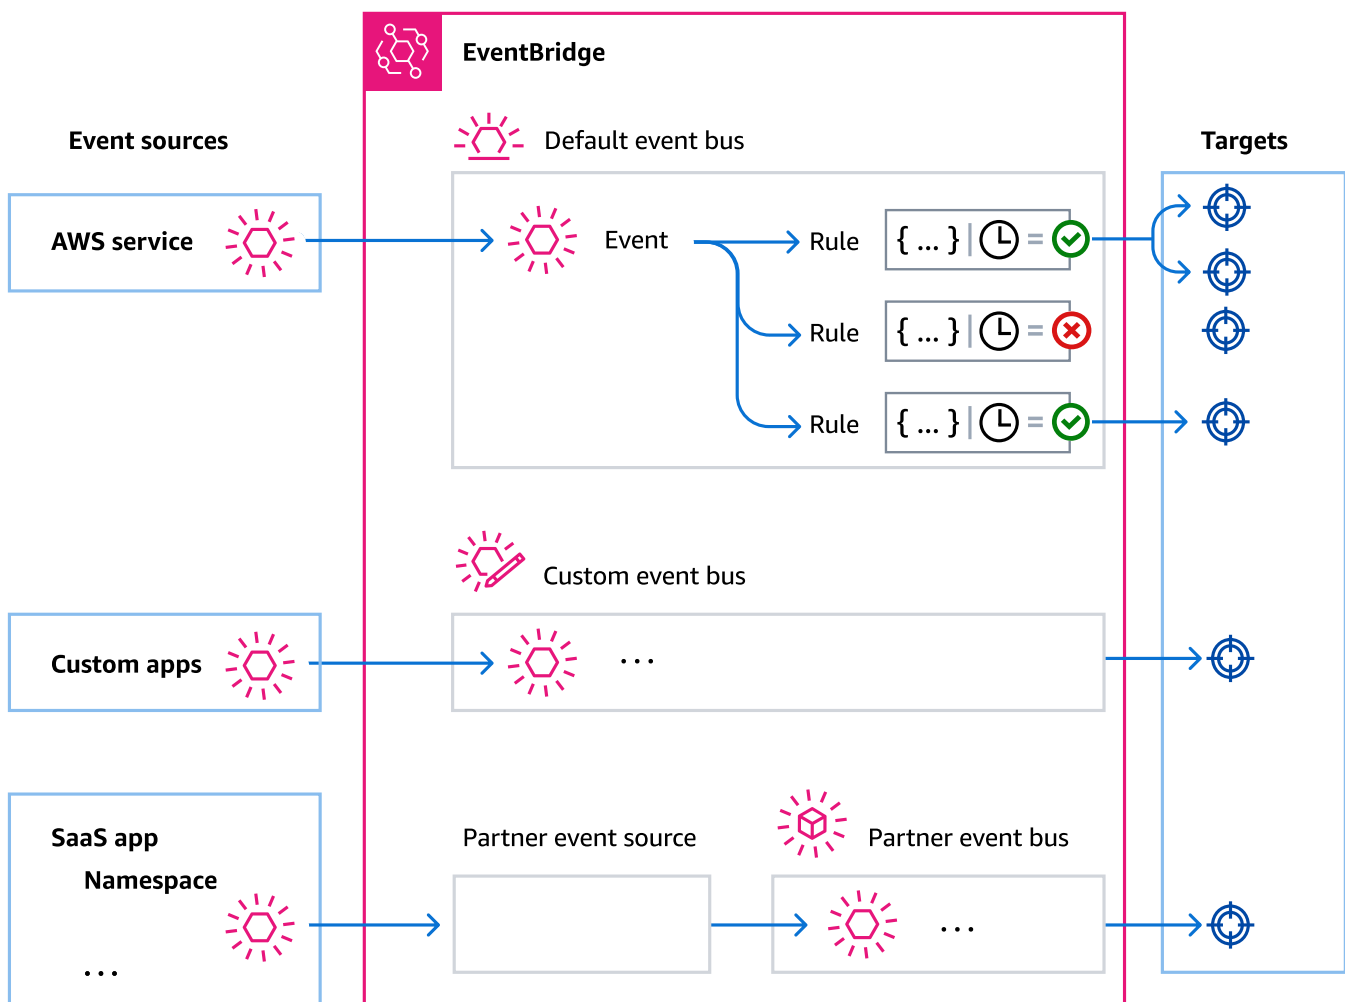 EventBridge
Event sources
Default event bus
Targets
AWS service
Event
Rule
{ ... } | =
Rule
{ ... } | =
Rule
{ ... } | =
Custom event bus
Custom apps
...
SaaS app
Partner event source
Partner event bus
Namespace
...
...